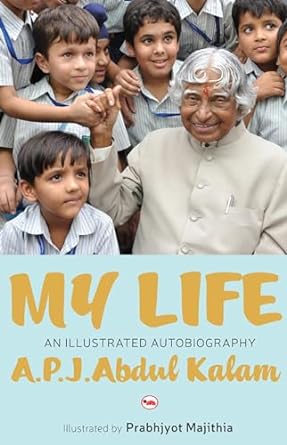 MY LIFE
AN ILLUSTRATED AUTOBIOGRAPHY
A.P.J.Abdul Kalam
Illustrated by Prabhjyot Majithia